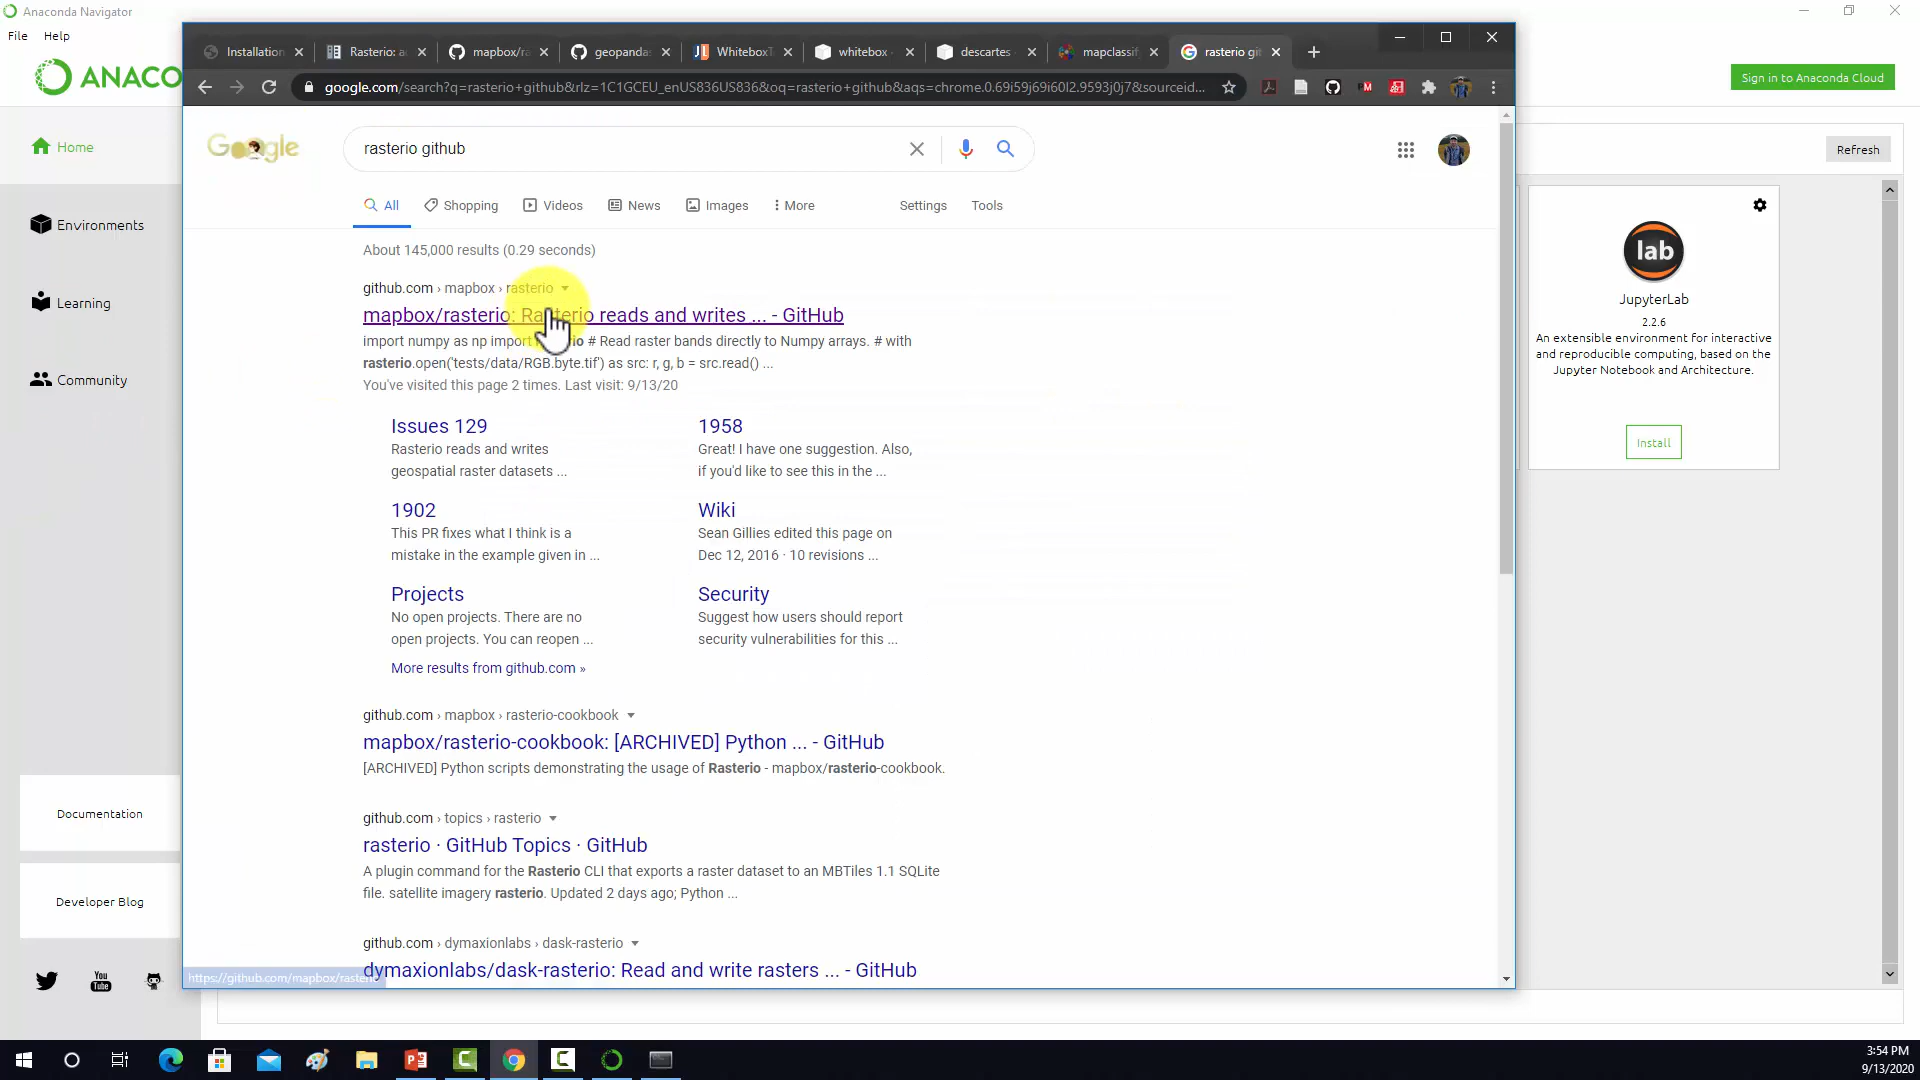 Anaconda Navigator
File Help
ANACO
Sign in to Anaconda Cloud
Home
Environments
Learning
Community
Documentation
Developer Blog
You
Tube
Refresh
lab
JupyterLab
2.2.6
An extensible environment for interactive
and reproducible computing, based on the
Jupyter Notebook and Architecture.
Install
Installation
Rasterio: a
mapbox/ra
geopandas
WhiteboxT
whitebox
descartes
mapclassify
rasterio git
google.com/search?q=rasterio+github&rlz=1C1GCEU_enUS836US836&oq=rasterio+github&aqs=chrome.0.69i59j69i60l2.9593j0j7&sourceid...
Google
rasterio github
All Shopping Videos News Images More Settings Tools
About 145,000 results (0.29 seconds)
github.com › mapbox › rasterio
mapbox/rasterio: Rasterio reads and writes ... - GitHub
import numpy as np import # Read raster bands directly to Numpy arrays. # with
rasterio.open('tests/data/RGB.byte.tif') as src: r, g, b = src.read() ...
You've visited this page 2 times. Last visit: 9/13/20
Issues 129
Rasterio reads and writes
geospatial raster datasets ...
1958
Great! I have one suggestion. Also,
if you'd like to see this in the ...
1902
This PR fixes what I think is a
mistake in the example given in ...
Wiki
Sean Gillies edited this page on
Dec 12, 2016 · 10 revisions ...
Projects
No open projects. There are no
open projects. You can reopen ...
Security
Suggest how users should report
security vulnerabilities for this ...
More results from github.com »
github.com › mapbox › rasterio-cookbook
mapbox/rasterio-cookbook: [ARCHIVED] Python ... - GitHub
[ARCHIVED] Python scripts demonstrating the usage of Rasterio - mapbox/rasterio-cookbook.
github.com › topics › rasterio
rasterio · GitHub Topics · GitHub
A plugin command for the Rasterio CLI that exports a raster dataset to an MBTiles 1.1 SQLite
file. satellite imagery rasterio. Updated 2 days ago; Python ...
github.com › dymaxionlabs › dask-rasterio
dymaxionlabs/dask-rasterio: Read and write rasters ... - GitHub
https://github.com/mapbox/rasterio
3:54 PM
9/13/2020